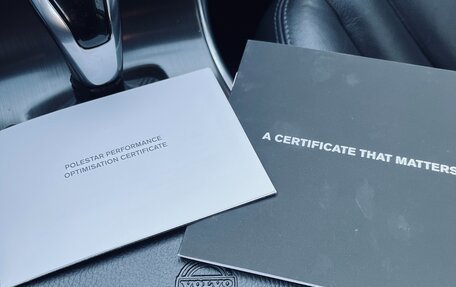 POLESTAR PERFORMANCE
OPTIMISATION CERTIFICATE
A CERTIFICATE THAT MATTERS
VOLVO